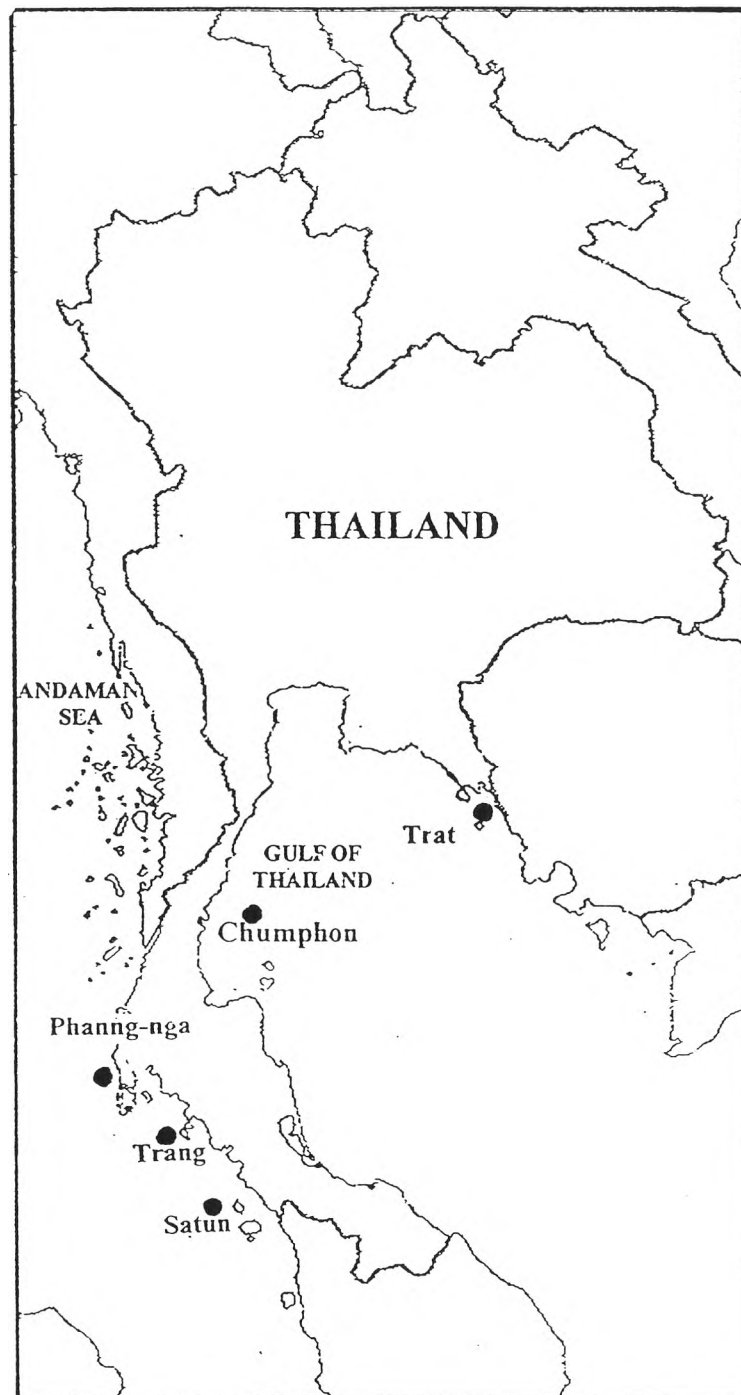 THAILAND
ANDAMAN
SEA
GULF OF
THAILAND
Trat
Chumphon
Phanng-nga
Trang
Satun